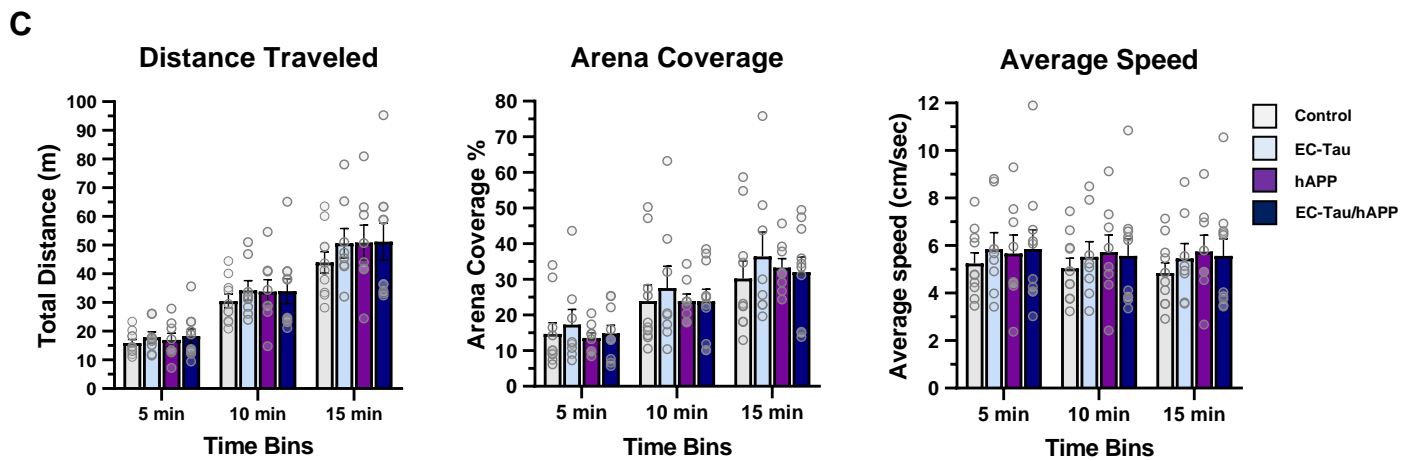 C
Distance Traveled
Total Distance (m)
100
90
80
70
60
50
40
30
20
10
0
5 min
10 min
15 min
Time Bins
Arena Coverage
Arena Coverage %
80
70
60
50
40
30
20
10
0
5 min
10 min
15 min
Time Bins
Average Speed
Average speed (cm/sec)
12
10
8
6
4
2
0
5 min
10 min
15 min
Time Bins
Control
EC-Tau
hAPP
EC-Tau/hAPP